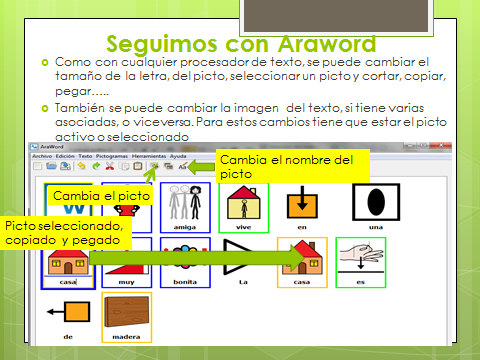 Seguimos con Araword
Como con cualquier procesador de texto, se puede cambiar el
tamaño de la letra, del picto, seleccionar un picto y cortar, copiar,
pegar…..
También se puede cambiar la imagen del texto, si tiene varias
asociadas, o viceversa. Para estos cambios tiene que estar el picto
activo o seleccionado
AraWord
Archivo Edición Texto Pictogramas Herramientas Ayuda
Cambia el nombre del
picto
Cambia el picto
amiga vive en una
Picto seleccionado,
copiado y pegado
casa muy bonita La casa es
de madera